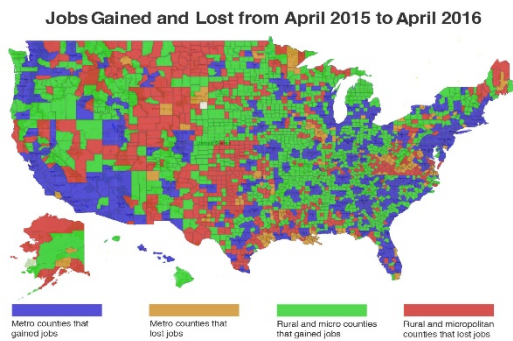 Jobs Gained and Lost from April 2015 to April 2016
Metro counties that
gained jobs
Metro counties that
lost jobs
Rural and micro counties
that gained jobs
Rural and micropolitan
counties that lost jobs